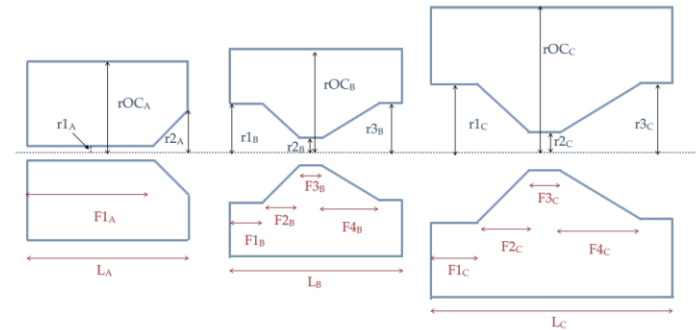 rOC_A
r1_A
r2_A
F1_A
L_A
rOC_B
r1_B
r2_B
r3_B
F3_B
F2_B
F1_B
F4_B
L_B
rOC_C
r1_C
r2_C
r3_C
F3_C
F2_C
F4_C
F1_C
L_C